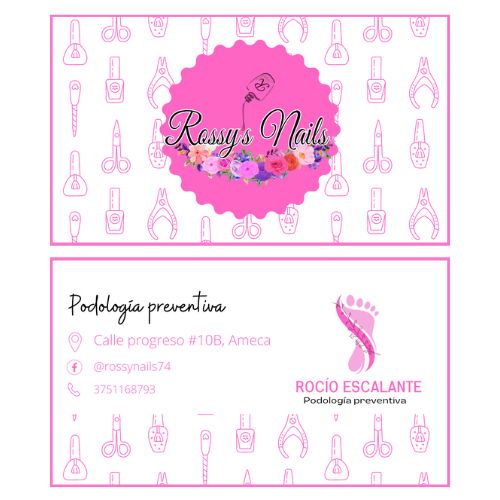 Rossy's Nails
Podología preventiva
Calle progreso #10B, Ameca
@rossynails74
3751168793
ROCÍO ESCALANTE
Podología preventiva